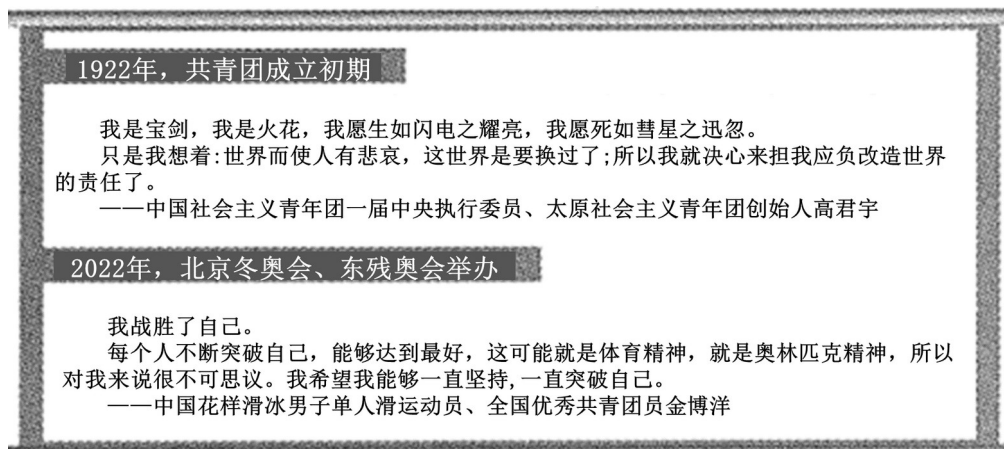 1922年，共青团成立初期
我是宝剑，我是火花，我愿生如闪电之耀亮，我愿死如彗星之迅忽。
只是我想着:世界而使人有悲哀，这世界是要换过了;所以我就决心来担我应负改造世界
的责任了。
——中国社会主义青年团一届中央执行委员、太原社会主义青年团创始人高君宇
2022年，北京冬奥会、东残奥会举办
我战胜了自己。
每个人不断突破自己，能够达到最好，这可能就是体育精神，就是奥林匹克精神，所以
对我来说很不可思议。我希望我能够一直坚持,一直突破自己。
——中国花样滑冰男子单人滑运动员、全国优秀共青团员金博洋